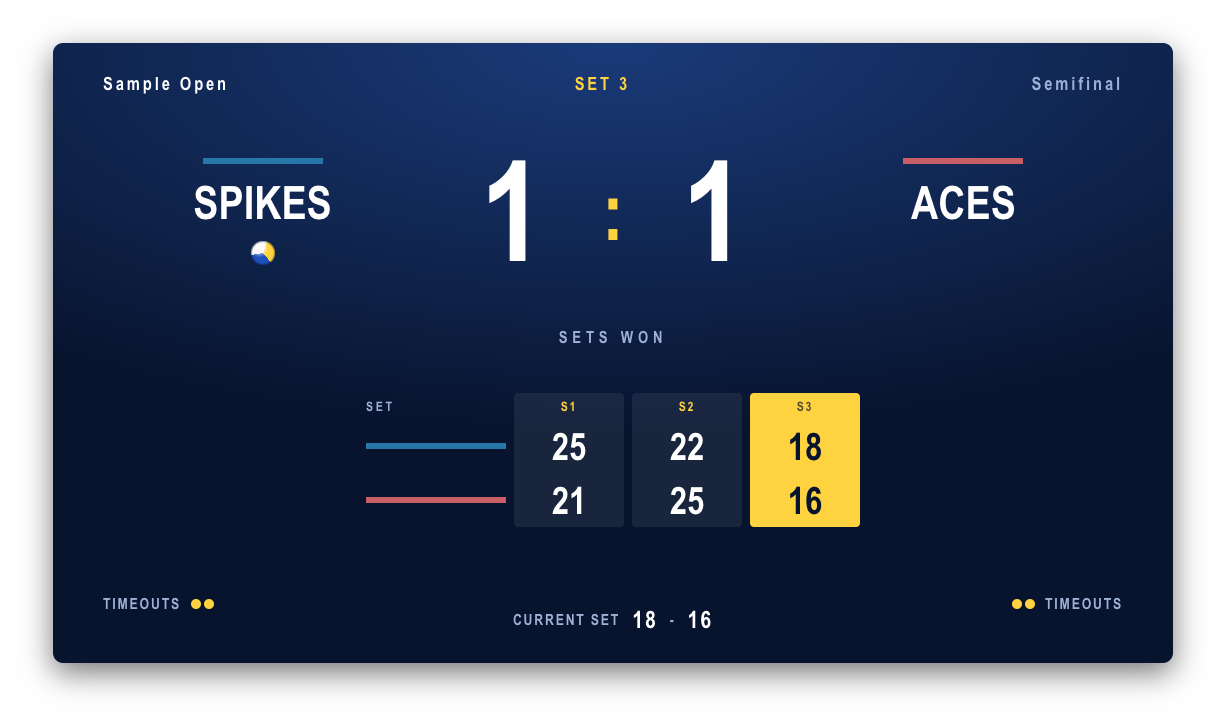 Sample Open SET 3 Semifinal
SPIKES 1 : 1 ACES
SETS WON
SET S1 S2 S3
25 22 18
21 25 16
TIMEOUTS CURRENT SET 18 - 16 TIMEOUTS